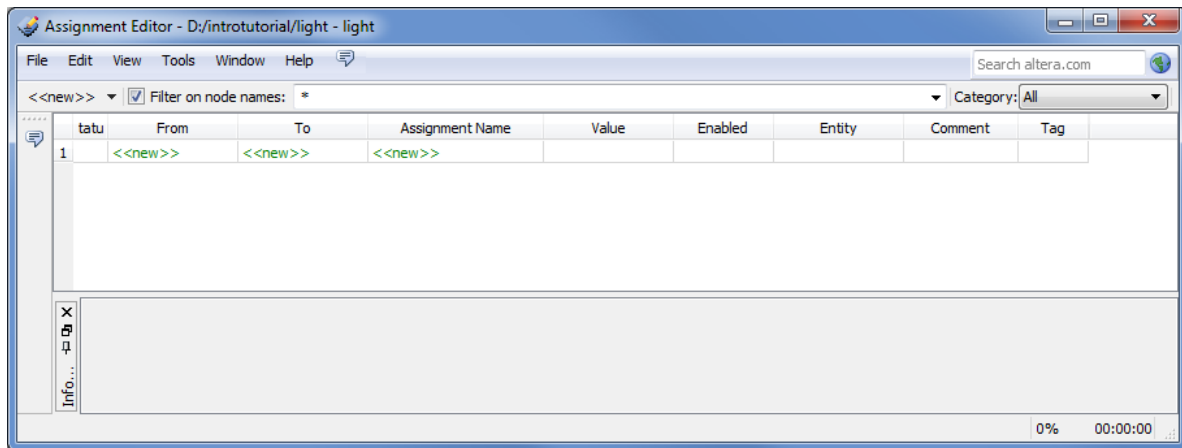 Assignment Editor - D:/introtutorial/light - light
File Edit View Tools Window Help Search altera.com
<<new>> Filter on node names: * Category: All
tatu From To Assignment Name Value Enabled Entity Comment Tag
1 <<new>> <<new>> <<new>>
Info...
0% 00:00:00